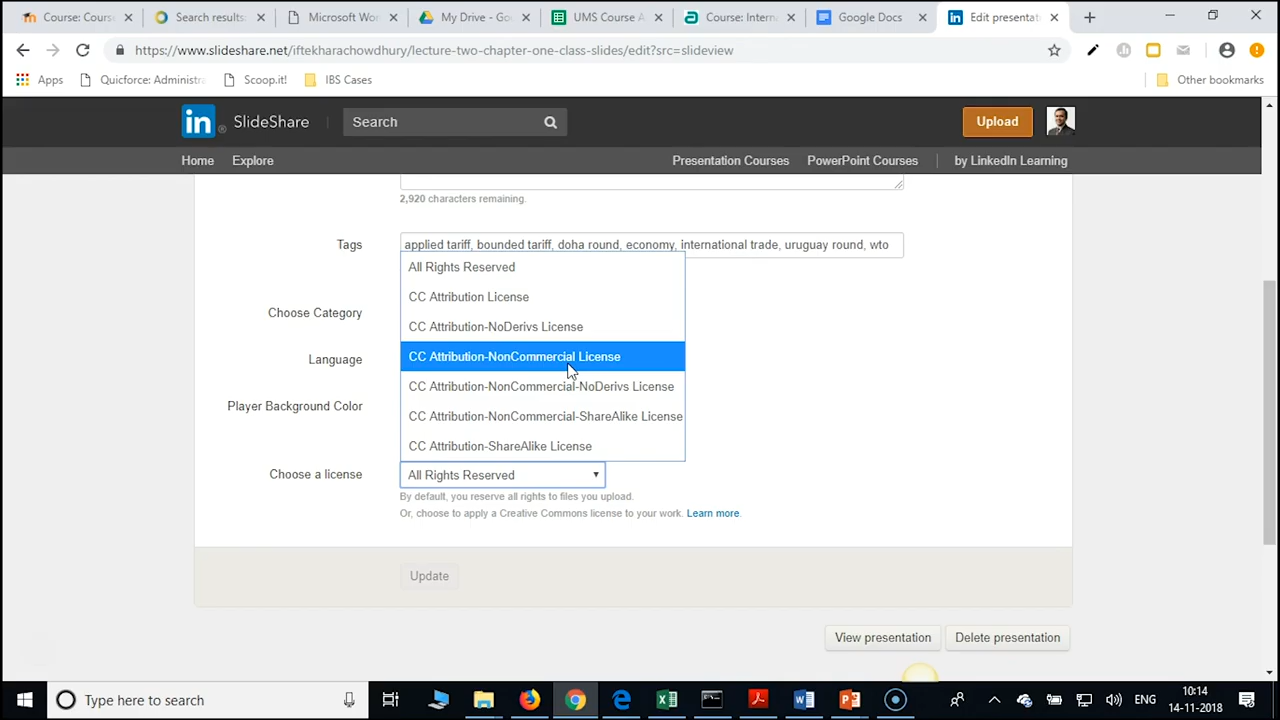 Course: Cours
Search results:
Microsoft Wor
My Drive - Goo
UMS Course A
Course: Intern
Google Docs
Edit presentat
https://www.slideshare.net/iftekharachowdhury/lecture-two-chapter-one-class-slides/edit?src=slideview
Apps
Quicforce: Administra
Scoop.it!
IBS Cases
Other bookmarks
in SlideShare
Search
Upload
Home
Explore
Presentation Courses
PowerPoint Courses
by LinkedIn Learning
2,920 characters remaining.
Tags
applied tariff, bounded tariff, doha round, economy, international trade, uruguay round, wto
All Rights Reserved
CC Attribution License
Choose Category
CC Attribution-NoDerivs License
Language
CC Attribution-NonCommercial License
CC Attribution-NonCommercial-NoDerivs License
Player Background Color
CC Attribution-NonCommercial-ShareAlike License
CC Attribution-ShareAlike License
Choose a license
All Rights Reserved
By default, you reserve all rights to files you upload.
Or, choose to apply a Creative Commons license to your work. Learn more.
Update
View presentation
Delete presentation
Type here to search
ENG
10:14
14-11-2018